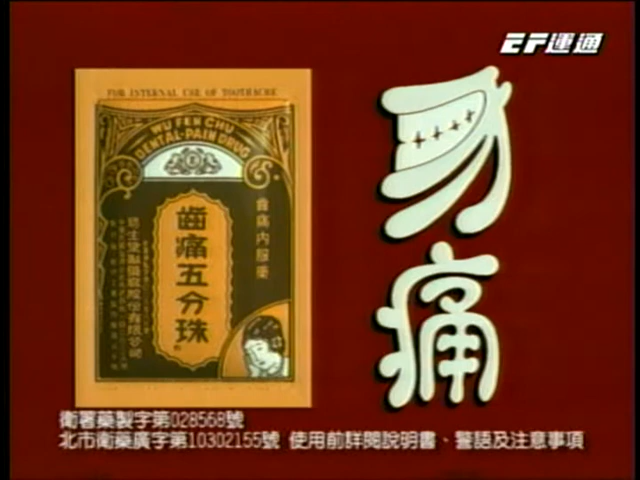 EF運通
FOR INTERNAL USE OF TOOTHACHE
WU FEN CHU
DENTAL-PAIN DRUG
齒痛內服藥
齒痛五分珠
痛
衛署藥製字第028568號
北市衛藥廣字第10302155號 使用前詳閱說明書、警語及注意事項